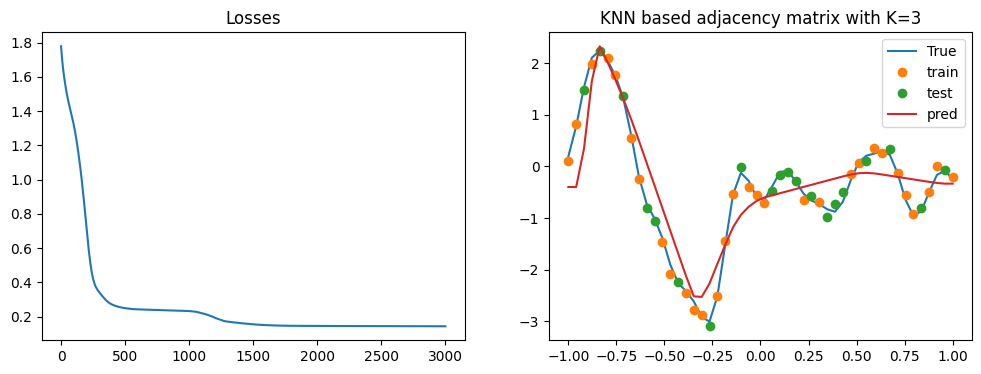 Losses
1.8
1.6
1.4
1.2
1.0
0.8
0.6
0.4
0.2
0 500 1000 1500 2000 2500 3000
KNN based adjacency matrix with K=3
True
train
test
pred
2
1
0
−1
−2
−3
−1.00 −0.75 −0.50 −0.25 0.00 0.25 0.50 0.75 1.00